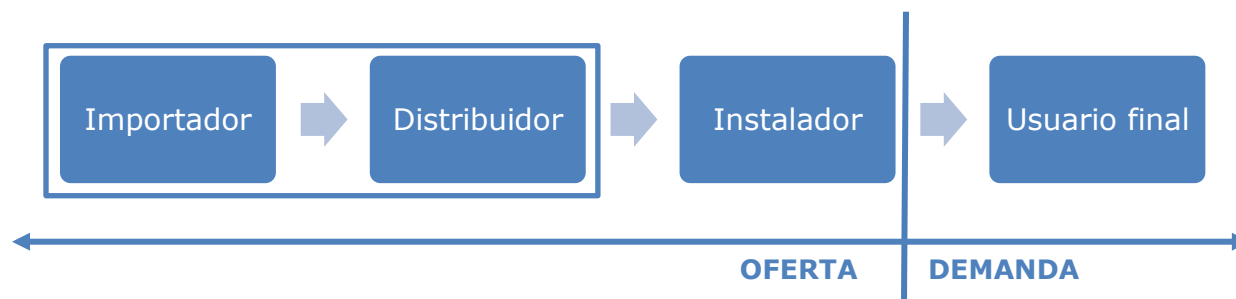 Importador
Distribuidor
Instalador
Usuario final
OFERTA
DEMANDA